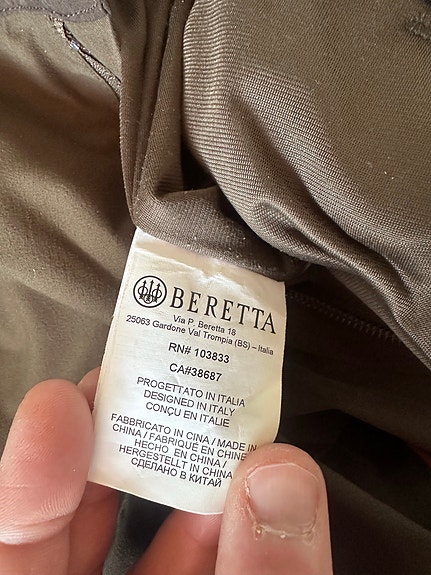 BERETTA
Via P. Beretta 18
25063 Gardone Val Trompia (BS) – Italia
RN# 103833
CA#38687
PROGETTATO IN ITALIA
DESIGNED IN ITALY
CONÇU EN ITALIE
FABBRICATO IN CINA / MADE IN
CHINA / FABRIQUÉ EN CHINE
HECHO EN CHINA /
HERGESTELLT IN CHINA
СДЕЛАНО В КИТАЙ